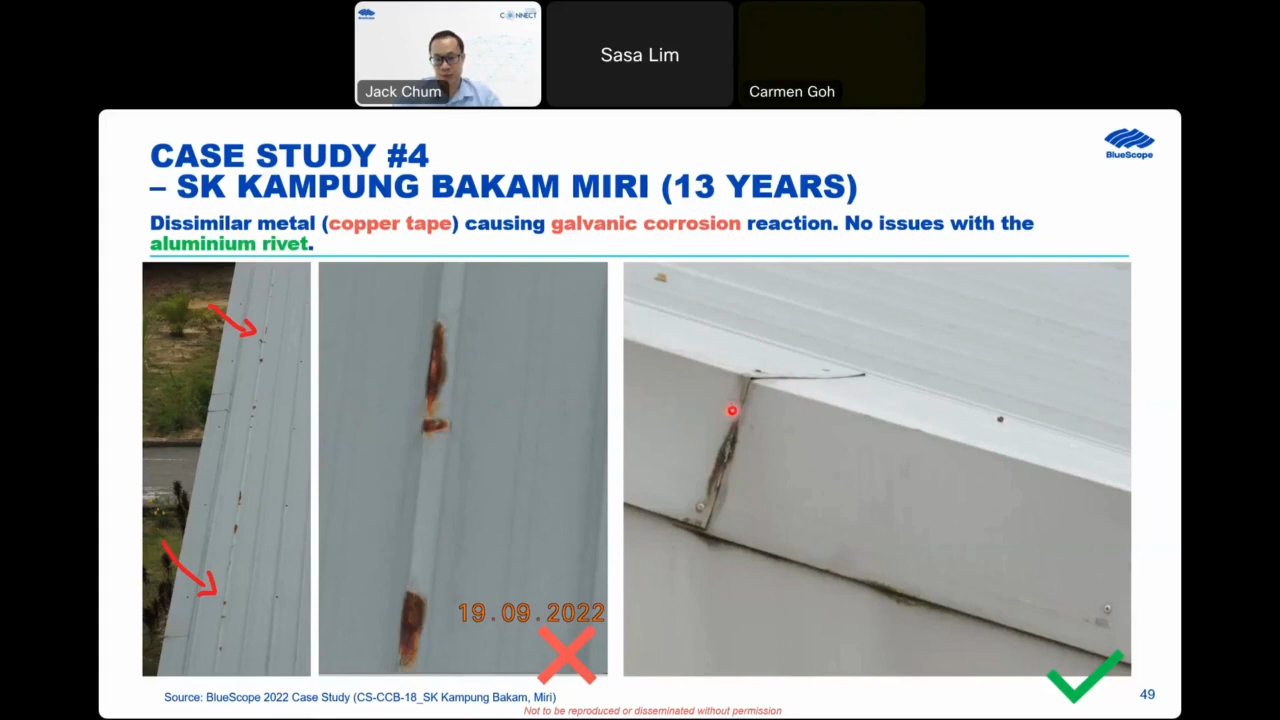 CONNECT
Jack Chum
Sasa Lim
Carmen Goh
BlueScope
CASE STUDY #4
– SK KAMPUNG BAKAM MIRI (13 YEARS)
Dissimilar metal (copper tape) causing galvanic corrosion reaction. No issues with the
aluminium rivet.
19.09.2022
Source: BlueScope 2022 Case Study (CS-CCB-18_SK Kampung Bakam, Miri)
49
Not to be reproduced or disseminated without permission